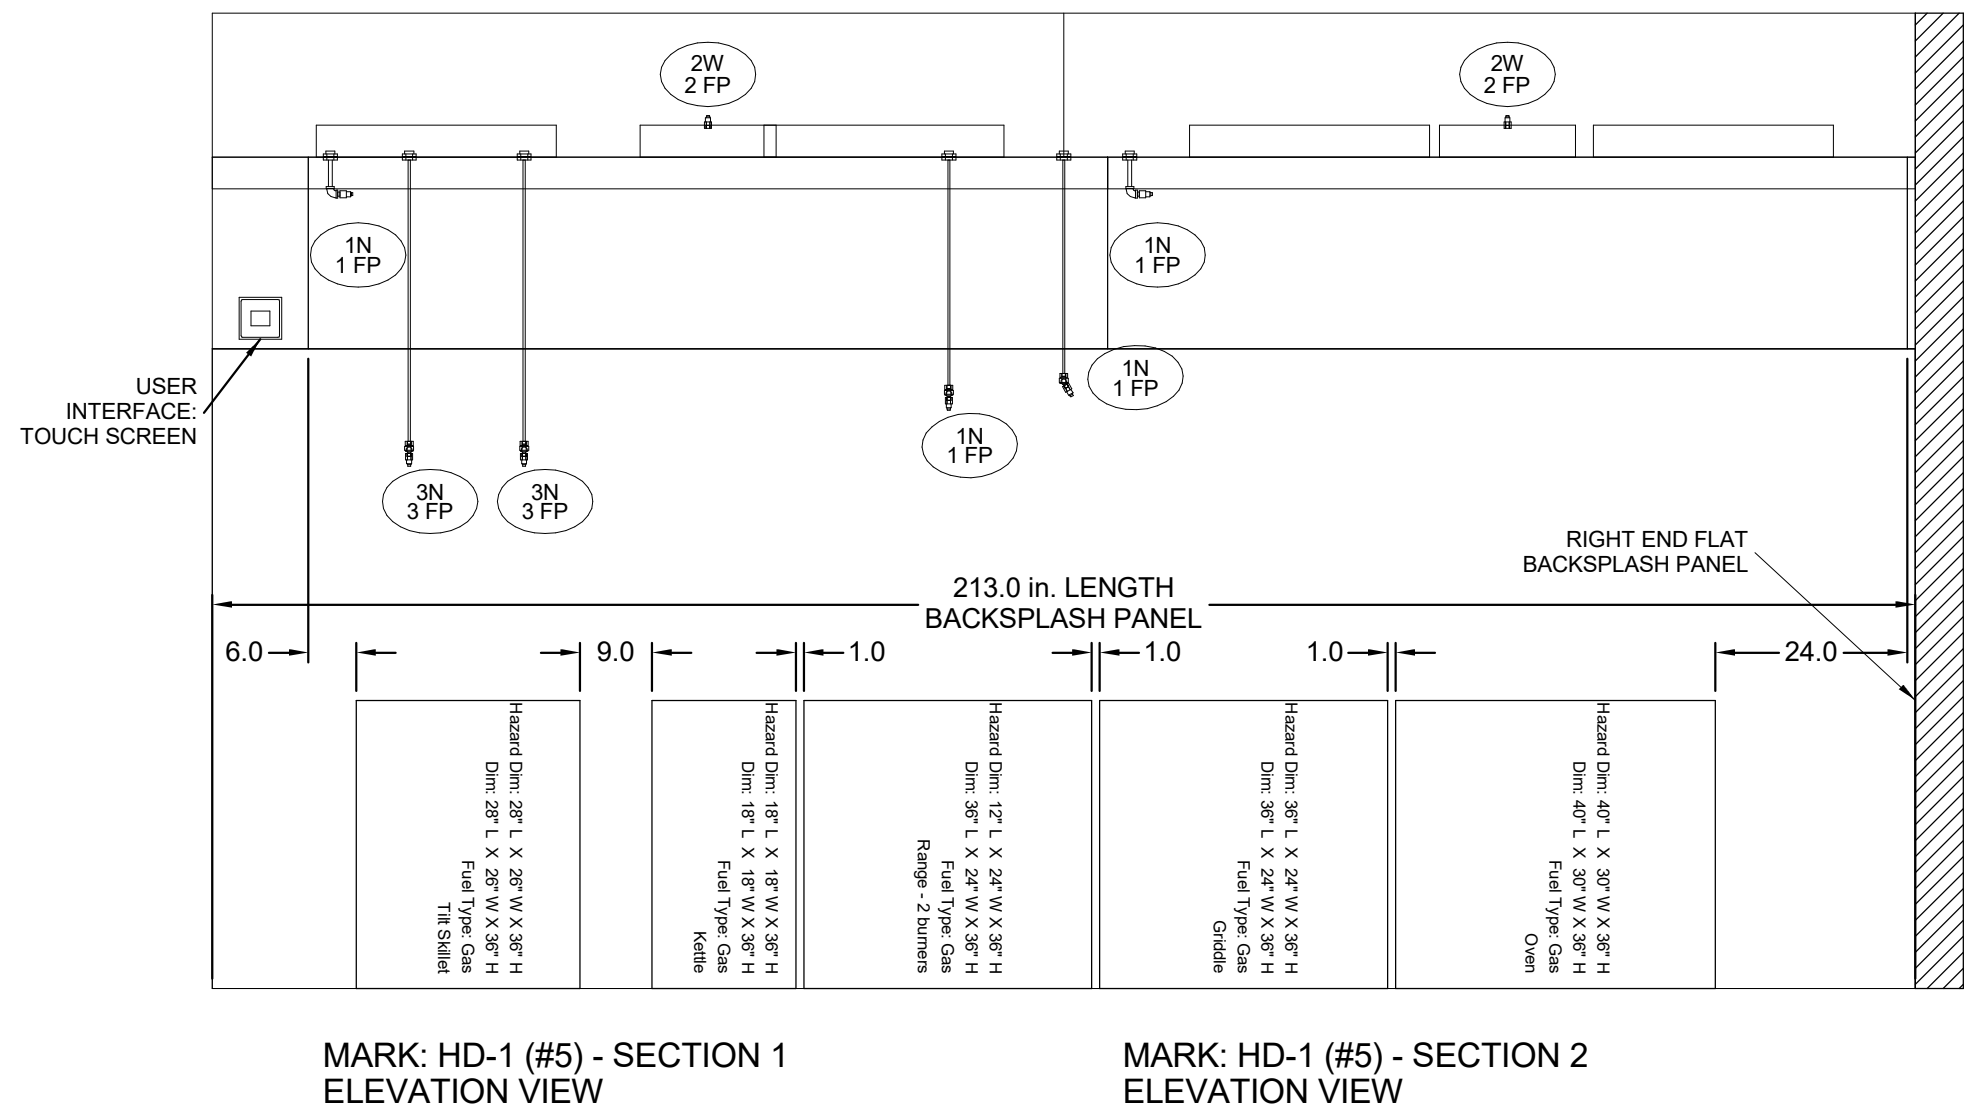 2W
2 FP
2W
2 FP
1N
1 FP
1N
1 FP
USER
INTERFACE:
TOUCH SCREEN
1N
1 FP
1N
1 FP
3N
3 FP
3N
3 FP
RIGHT END FLAT
BACKSPLASH PANEL
213.0 in. LENGTH
BACKSPLASH PANEL
6.0
9.0
1.0
1.0
1.0
24.0
Hazard Dim: 28" L X 26" W X 36" H
Dim: 28" L X 26" W X 36" H
Fuel Type: Gas
Tilt Skillet
Hazard Dim: 18" L X 18" W X 36" H
Dim: 18" L X 18" W X 36" H
Fuel Type: Gas
Kettle
Hazard Dim: 12" L X 24" W X 36" H
Dim: 36" L X 24" W X 36" H
Fuel Type: Gas
Range - 2 burners
Hazard Dim: 36" L X 24" W X 36" H
Dim: 36" L X 24" W X 36" H
Fuel Type: Gas
Griddle
Hazard Dim: 40" L X 30" W X 36" H
Dim: 40" L X 30" W X 36" H
Fuel Type: Gas
Oven
MARK: HD-1 (#5) - SECTION 1
ELEVATION VIEW
MARK: HD-1 (#5) - SECTION 2
ELEVATION VIEW